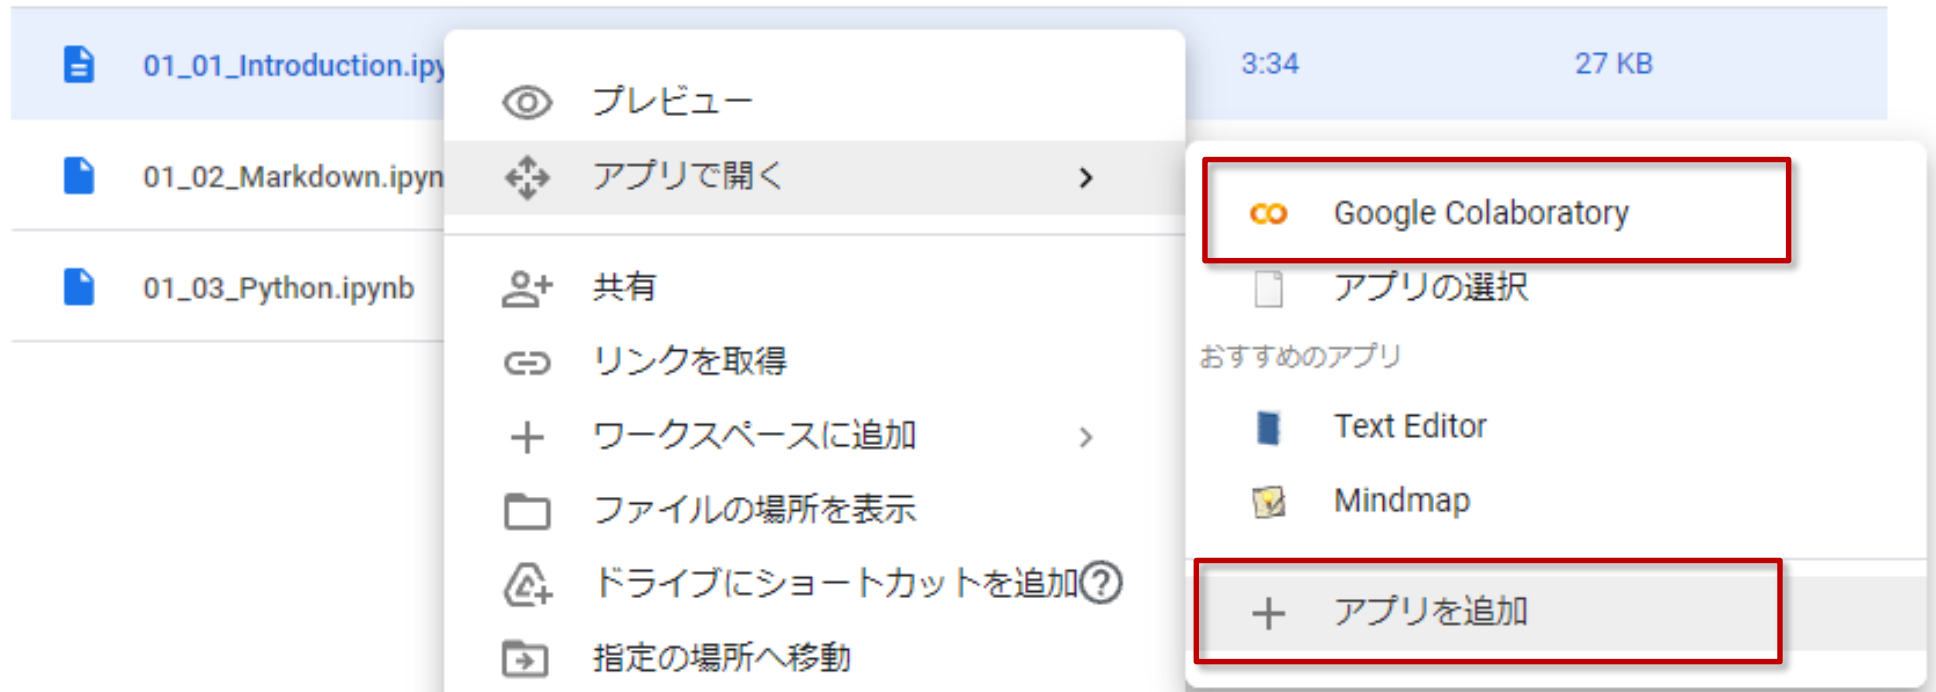 01_01_Introduction.ipy
3:34
27 KB
01_02_Markdown.ipyn
01_03_Python.ipynb
プレビュー
アプリで開く
共有
リンクを取得
ワークスペースに追加
ファイルの場所を表示
ドライブにショートカットを追加
指定の場所へ移動
Google Colaboratory
アプリの選択
おすすめのアプリ
Text Editor
Mindmap
アプリを追加